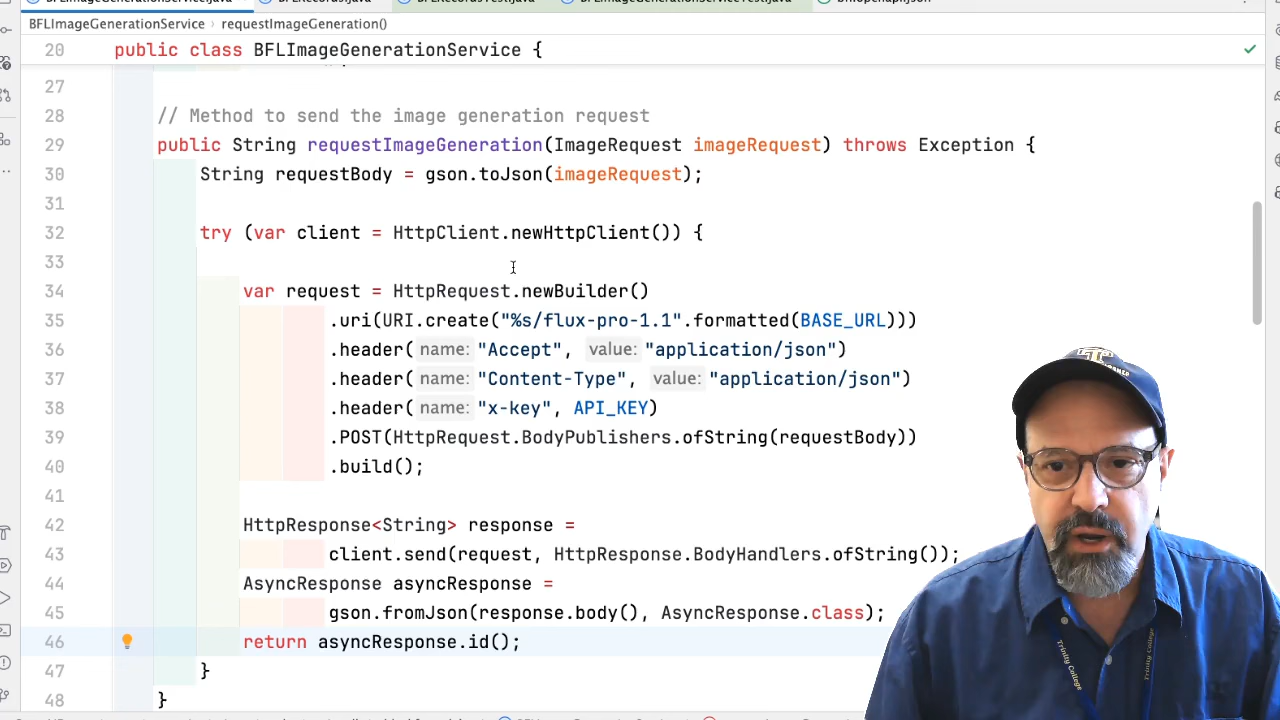 BFLImageGenerationService › requestImageGeneration()
20 public class BFLImageGenerationService {
27
28 // Method to send the image generation request
29 public String requestImageGeneration(ImageRequest imageRequest) throws Exception {
30 String requestBody = gson.toJson(imageRequest);
31
32 try (var client = HttpClient.newHttpClient()) {
33
34 var request = HttpRequest.newBuilder()
35 .uri(URI.create("%s/flux-pro-1.1".formatted(BASE_URL)))
36 .header( name: "Accept", value: "application/json")
37 .header( name: "Content-Type", value: "application/json")
38 .header( name: "x-key", API_KEY)
39 .POST(HttpRequest.BodyPublishers.ofString(requestBody))
40 .build();
41
42 HttpResponse<String> response =
43 client.send(request, HttpResponse.BodyHandlers.ofString());
44 AsyncResponse asyncResponse =
45 gson.fromJson(response.body(), AsyncResponse.class);
46 return asyncResponse.id();
47 }
48 }
T
Trinity College
Trinity College